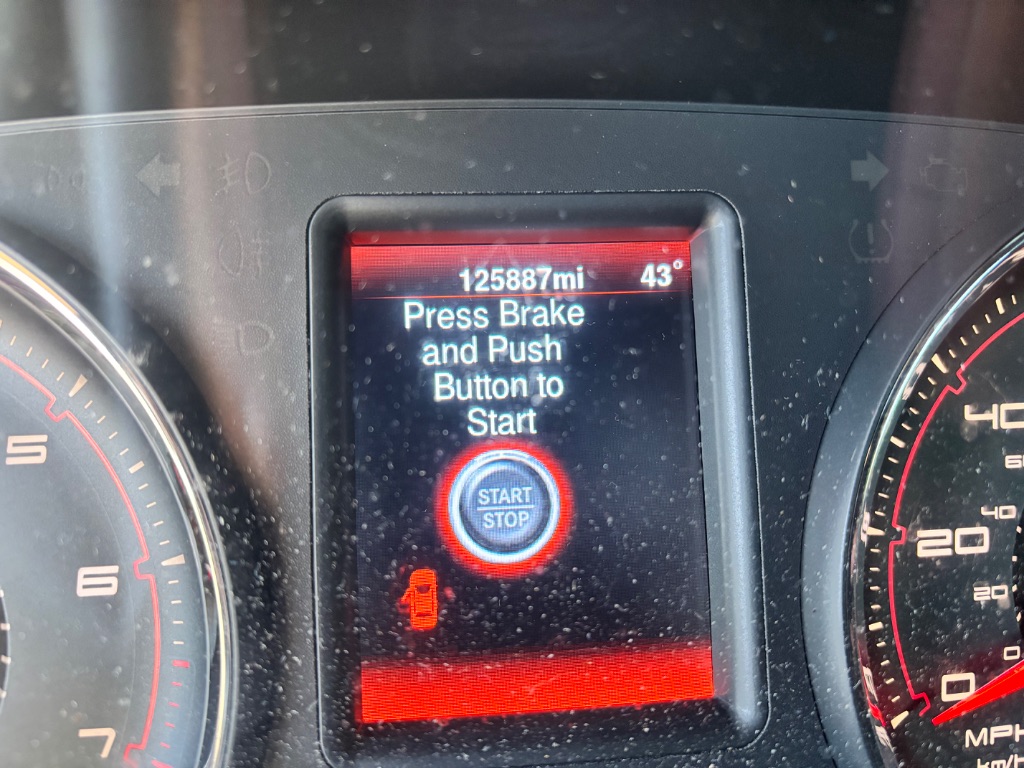 125887mi 43°
Press Brake
and Push
Button to
Start
START
STOP
5
6
7
40
60
40
20
20
0
0
MPH
km/h